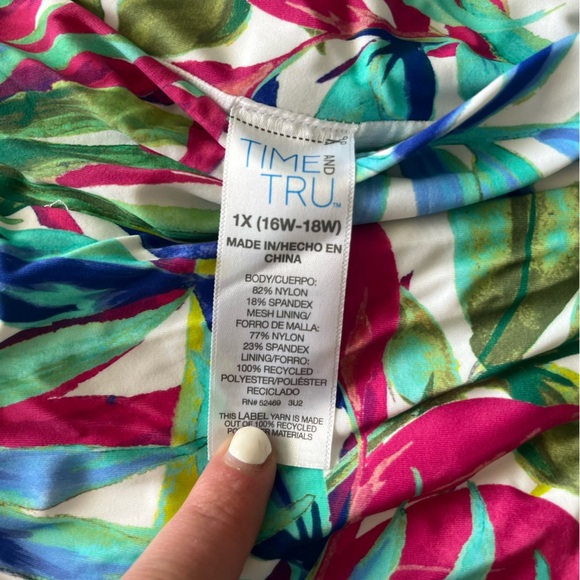 TIME AND
TRU™
1X (16W-18W)
MADE IN/HECHO EN
CHINA
BODY/CUERPO:
82% NYLON
18% SPANDEX
MESH LINING/
FORRO DE MALLA:
77% NYLON
23% SPANDEX
LINING/FORRO:
100% RECYCLED
POLYESTER/POLIÉSTER
RECICLADO
RN# 52469 3U2
THIS LABEL YARN IS MADE
OUT OF 100% RECYCLED
MATERIALS